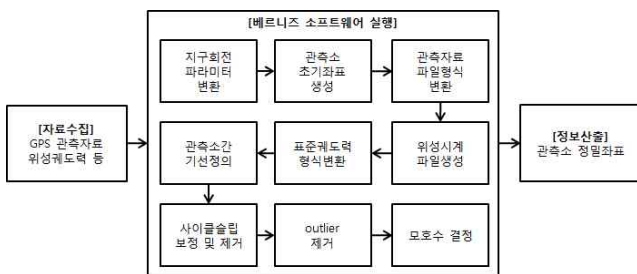 [베르니즈 소프트웨어 실행]
지구회전
파라미터
변환
관측소
초기좌표
생성
관측자료
파일형식
변환
[자료수집]
GPS 관측자료
위성궤도력 등
관측소간
기선정의
표준궤도력
형식변환
위성시계
파일생성
[정보산출]
관측소 정밀좌표
사이클슬립
보정 및 제거
outlier
제거
모호수 결정